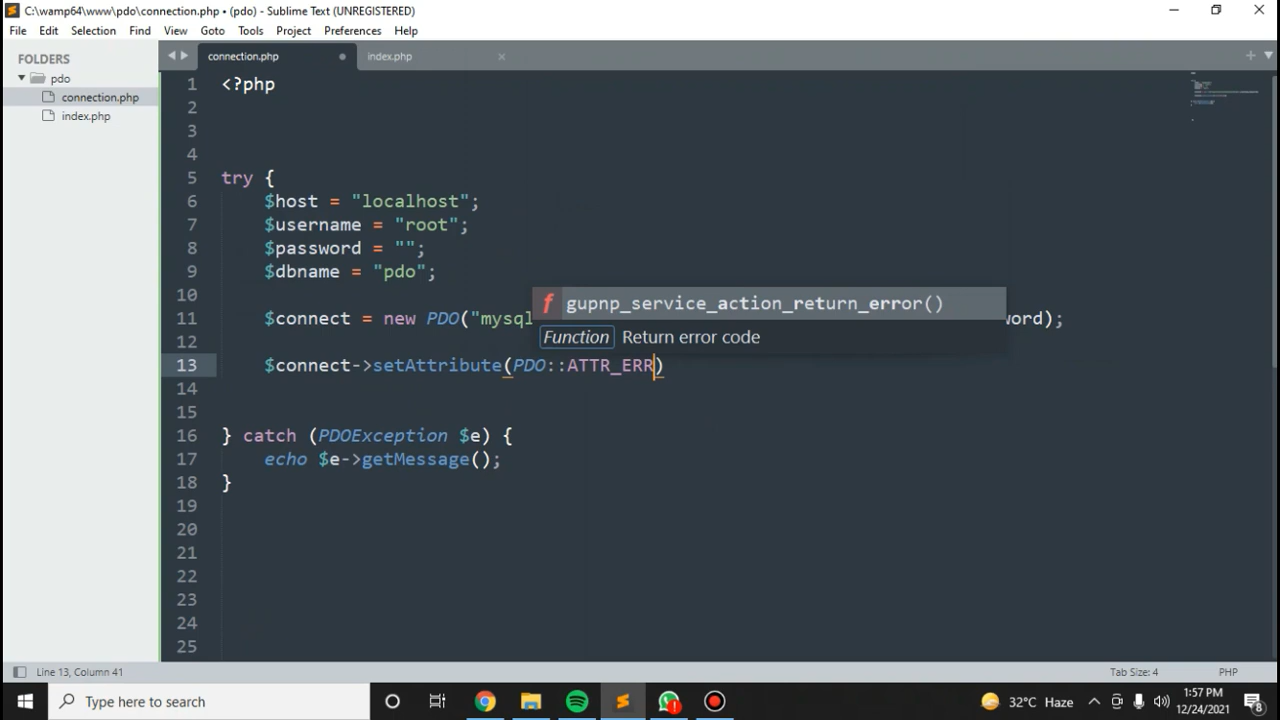 C:\wamp64\www\pdo\connection.php • (pdo) - Sublime Text (UNREGISTERED)
File Edit Selection Find View Goto Tools Project Preferences Help
FOLDERS
pdo
connection.php
index.php
connection.php index.php
1 <?php
2
3
4
5 try {
6 $host = "localhost";
7 $username = "root";
8 $password = "";
9 $dbname = "pdo";
10
f gupnp_service_action_return_error()
11 $connect = new PDO("mysq word);
Function Return error code
12
13 $connect->setAttribute(PDO::ATTR_ERR)
14
15
16 } catch (PDOException $e) {
17 echo $e->getMessage();
18 }
19
20
21
22
23
24
25
Line 13, Column 41 Tab Size: 4 PHP
Type here to search 32°C Haze 1:57 PM
12/24/2021 8